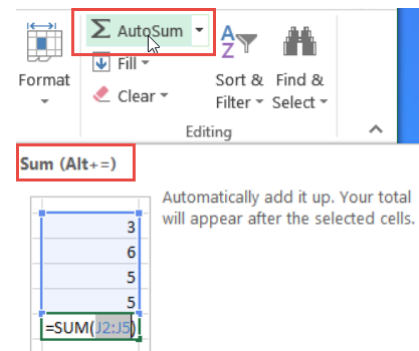 Σ AutoSum
Fill
Clear
Format
A
Z
Sort &
Filter
Find &
Select
Editing
Sum (Alt+=)
Automatically add it up. Your total
will appear after the selected cells.
3
6
5
5
=SUM(J2:J5)